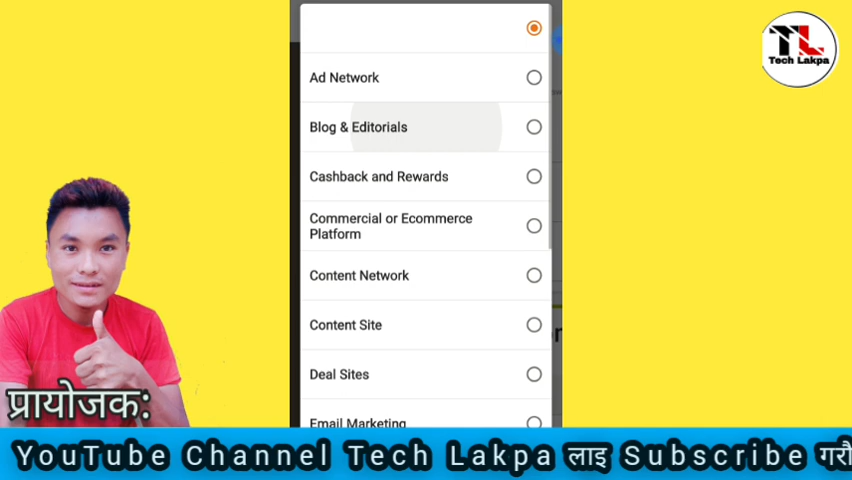 TL
Tech Lakpa
Ad Network
Blog & Editorials
Cashback and Rewards
Commercial or Ecommerce
Platform
Content Network
Content Site
Deal Sites
Email Marketing
प्रायोजक:
YouTube Channel Tech Lakpa लाइ Subscribe गरौ